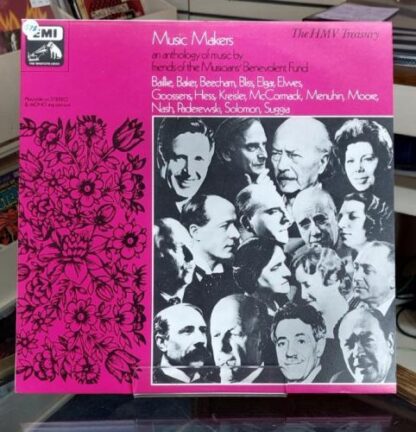 EMI
Music Makers
The HMV Treasury
an anthology of music by
friends of the Musicians' Benevolent Fund
Baillie, Baker, Beecham, Bliss, Elgar, Elwes,
Goossens, Hess, Kreisler, McCormack, Menuhin, Moore,
Nash, Paderewski, Solomon, Suggia